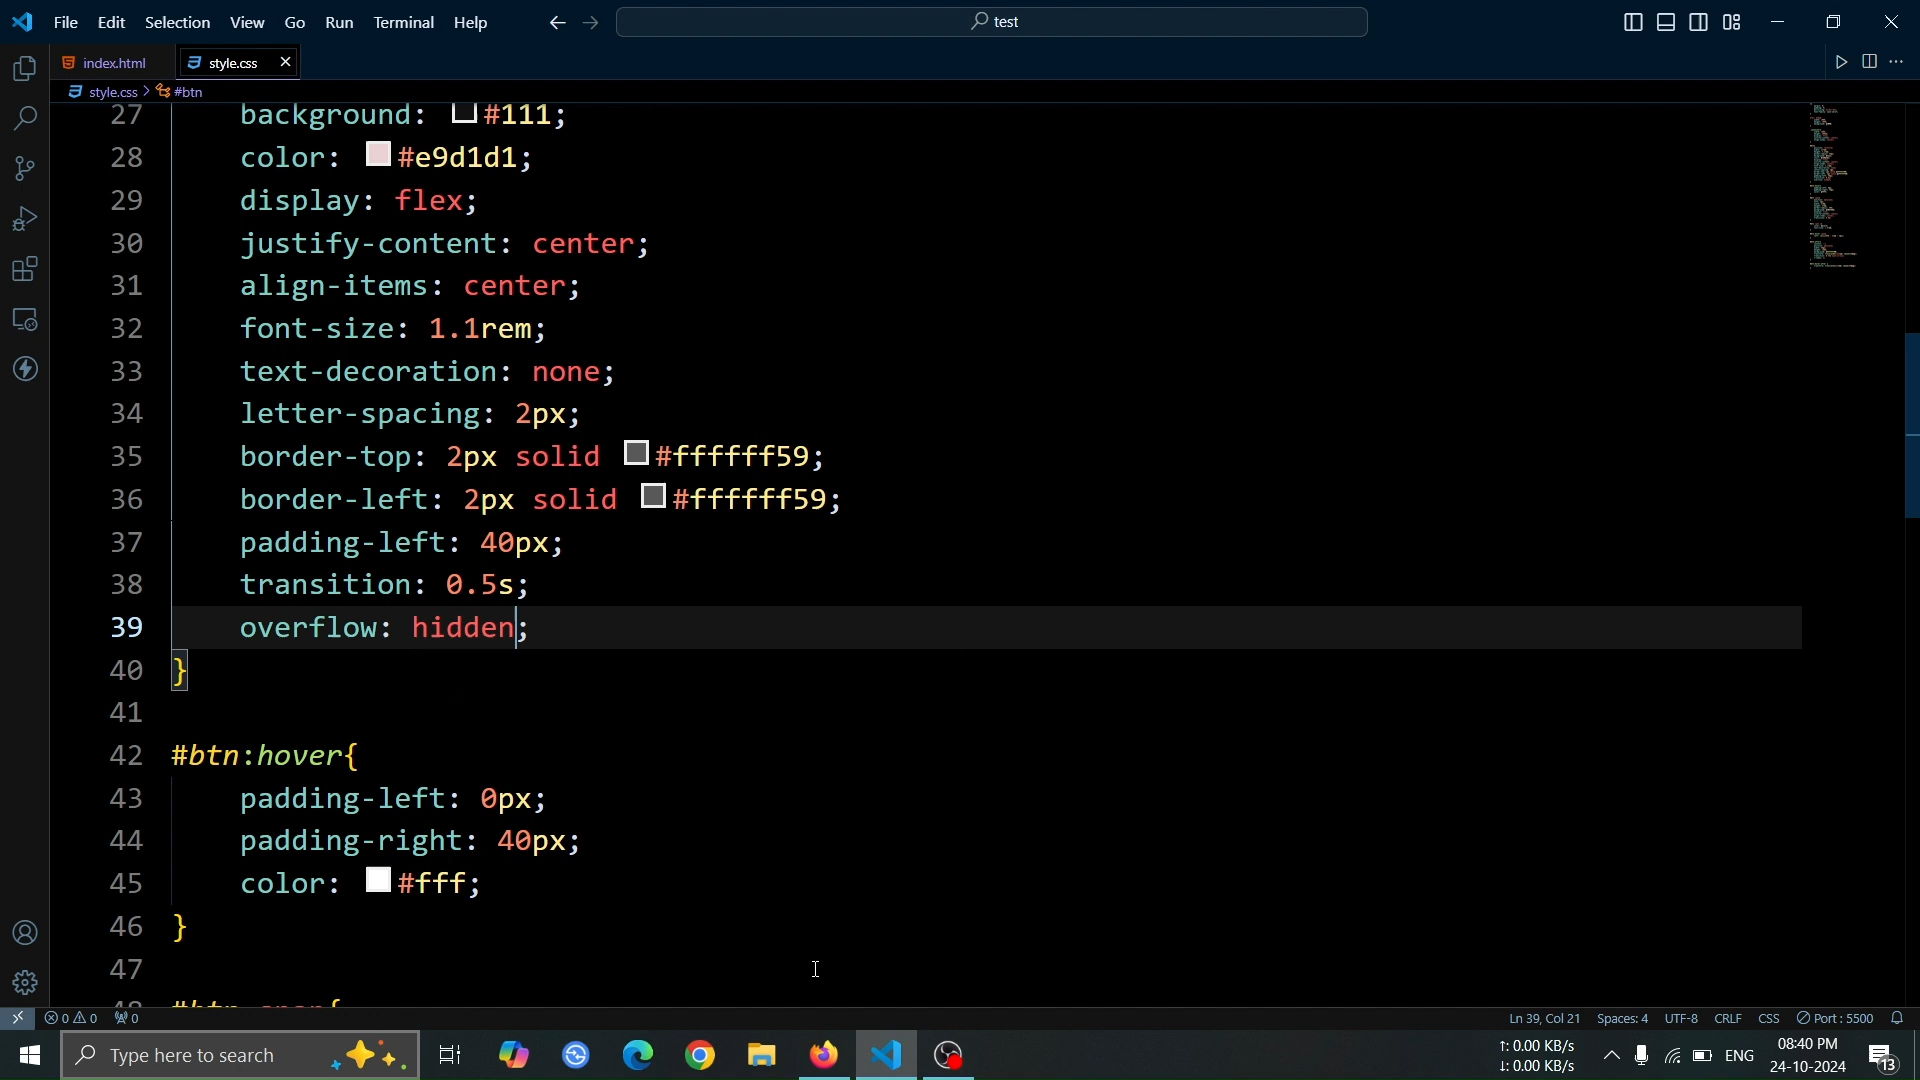 File Edit Selection View Go Run Terminal Help
test
index.html
style.css
style.css > #btn
27 background: #111;
28 color: #e9d1d1;
29 display: flex;
30 justify-content: center;
31 align-items: center;
32 font-size: 1.1rem;
33 text-decoration: none;
34 letter-spacing: 2px;
35 border-top: 2px solid #ffffff59;
36 border-left: 2px solid #ffffff59;
37 padding-left: 40px;
38 transition: 0.5s;
39 overflow: hidden;
40 }
41
42 #btn:hover{
43 padding-left: 0px;
44 padding-right: 40px;
45 color: #fff;
46 }
47
0 0 0
Ln 39, Col 21 Spaces: 4 UTF-8 CRLF CSS Port : 5500
Type here to search
↑: 0.00 KB/s
↓: 0.00 KB/s
ENG
08:40 PM
24-10-2024
13